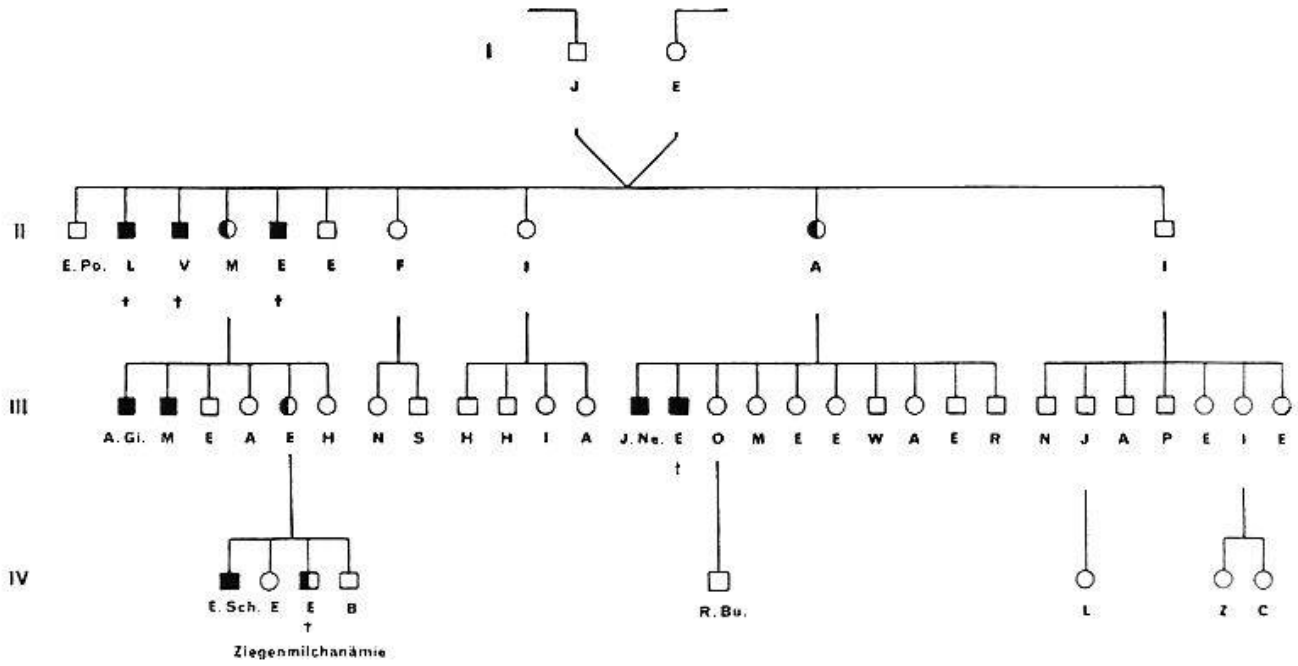 I
J E
II
E. Po. L V M E E F I A I
† † †
III
A. Gi. M E A E H N S H H I A J. Ne. E O M E E W A E R N J A P E I E
†
IV
E. Sch. E E B R. Bu. L Z C
†
Ziegenmilchanämie